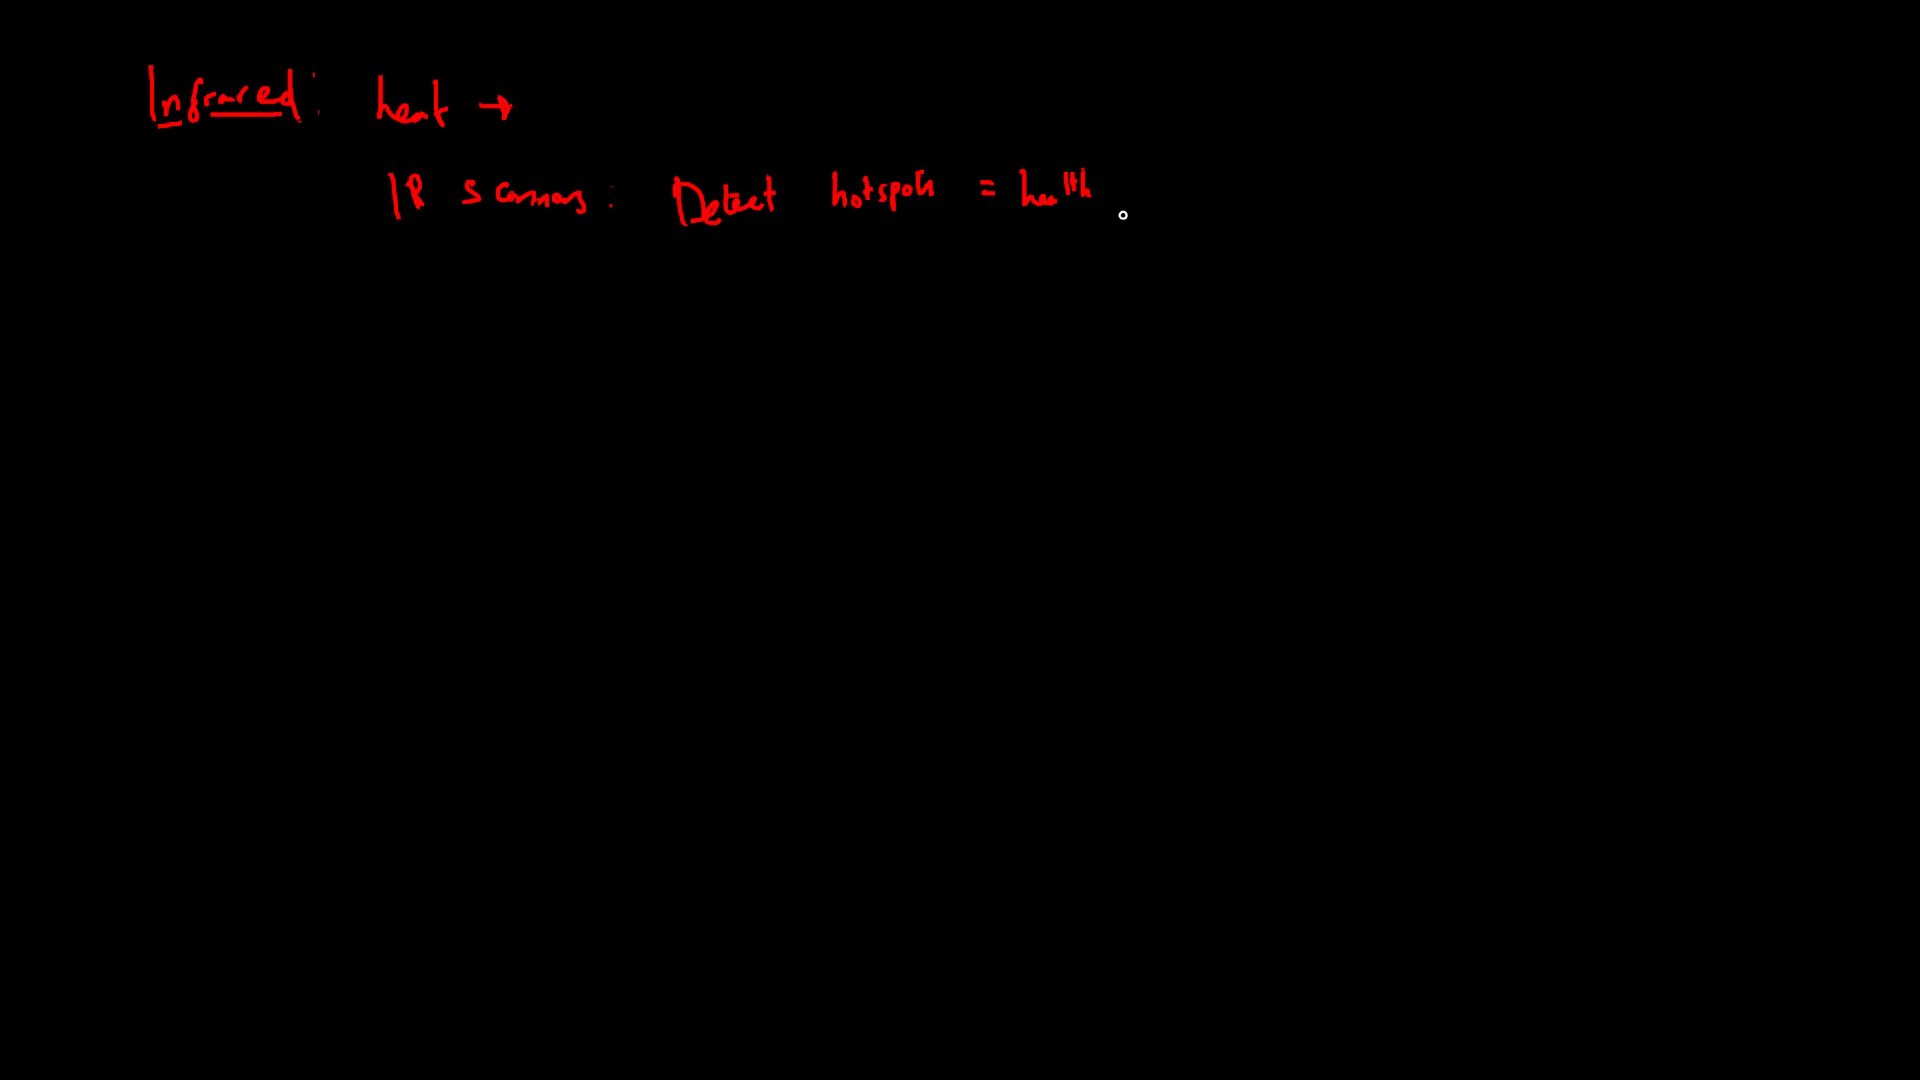 Infrared: heat →
IR scanners: Detect hotspots = health